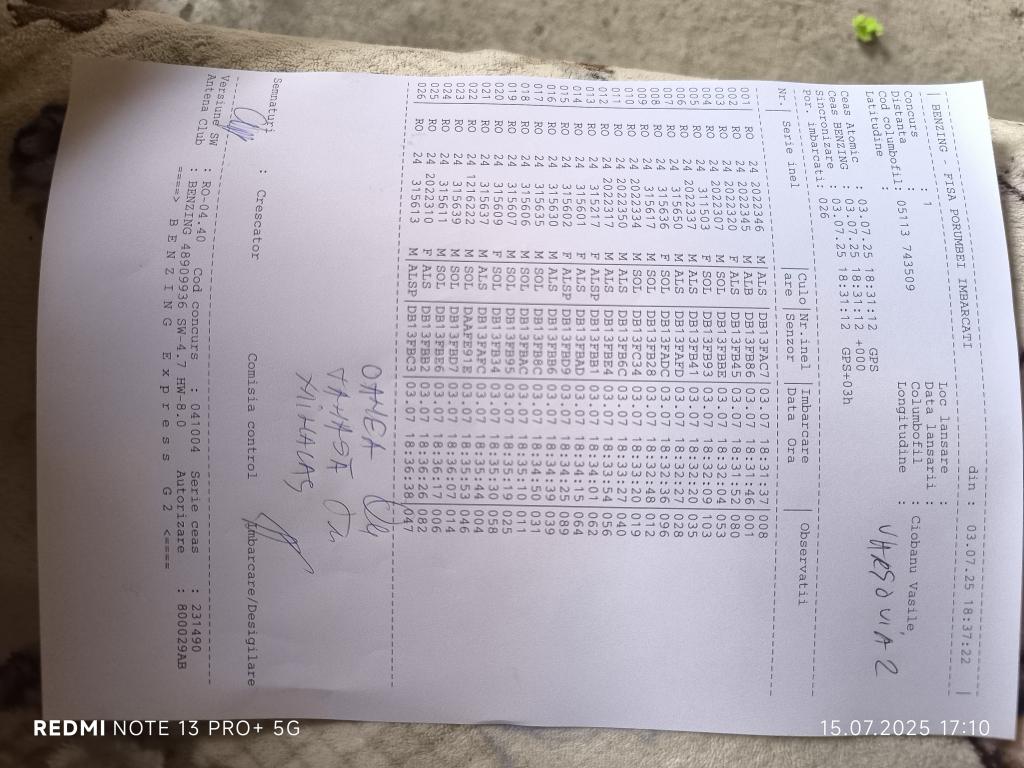 | BENZING - FISA PORUMBEI IMBARCATI din : 03.07.25 18:37:22 |
Concurs : 1 Loc lansare :
Distanta : Data lansarii :
Cod columbofil: 05113 743509 Columbofil : Ciobanu Vasile,
Latitudine : Longitudine :
VARSOVIA 2
Ceas Atomic : 03.07.25 18:31:12 GPS
Ceas BENZING : 03.07.25 18:31:12 +000
Sincronizare : 03.07.25 18:31:12 GPS+03h
Por. imbarcati: 026
Nr. Serie inel |Culo|Nr.inel |Imbarcare | Observatii
|are |Senzor |Data Ora |
001 RO 24 2022346 M ALS |DB13FAC7|03.07 18:31:37|008
002 RO 24 2022345 M ALB |DB13FB86|03.07 18:31:46|001
003 RO 24 2022320 F ALS |DB13FB45|03.07 18:31:52|080
004 RO 24 2022307 M SOL |DB13FBBE|03.07 18:32:04|053
005 RO 24 311503 F SOL |DB13FB93|03.07 18:32:09|103
006 RO 24 2022337 M ALS |DB13FB41|03.07 18:32:20|035
007 RO 24 315650 M ALS |DB13FAFD|03.07 18:32:27|028
008 RO 24 315636 F SOL |DB13FADC|03.07 18:32:36|096
009 RO 24 315617 M ALS |DB13FB28|03.07 18:32:48|012
010 RO 24 2022334 M SOL |DB13FC34|03.07 18:33:20|019
011 RO 24 2022350 M ALS |DB13FB6C|03.07 18:33:27|040
012 RO 24 2022317 M ALS |DB13FBE4|03.07 18:33:54|056
013 RO 24 315217 F ALSP|DB13FBB1|03.07 18:34:01|062
014 RO 24 315601 F ALS |DB13FBAD|03.07 18:34:15|064
015 RO 24 315602 F ALSP|DB13FBD9|03.07 18:34:25|089
016 RO 24 315630 M ALS |DB13FBB6|03.07 18:34:39|039
017 RO 24 315635 M SOL |DB13FB8C|03.07 18:34:50|031
018 RO 24 315606 M SOL |DB13FBAC|03.07 18:35:10|011
019 RO 24 315607 M SOL |DB13FB95|03.07 18:35:19|025
020 RO 24 315609 F SOL |DB13FB34|03.07 18:35:30|058
021 RO 24 315637 M ALS |DB13FAFC|03.07 18:35:44|004
022 RO 24 1216222 M SOL |DAAFE91E|03.07 18:35:53|046
023 RO 24 315639 M SOL |DB13FBD7|03.07 18:36:07|014
024 RO 24 315611 M SOL |DB13FBE6|03.07 18:36:17|006
025 RO 24 2022310 F ALS |DB13FBB2|03.07 18:36:26|082
026 RO 24 315613 M ALSP|DB13FBC3|03.07 18:36:38|047
OANEA
TANASA
MIHALAS
Semnaturi : Crescator Comisia control Imbarcare/Desigilare
Versiune SW : RO-04.40 Cod concurs : 041004 Serie ceas : 231490
Antena Club : BENZING 48909936 SW-4.7 HW-8.0 Autorizare : 800029AB
====> B E N Z I N G E x p r e s s G 2 <====
REDMI NOTE 13 PRO+ 5G
15.07.2025 17:10